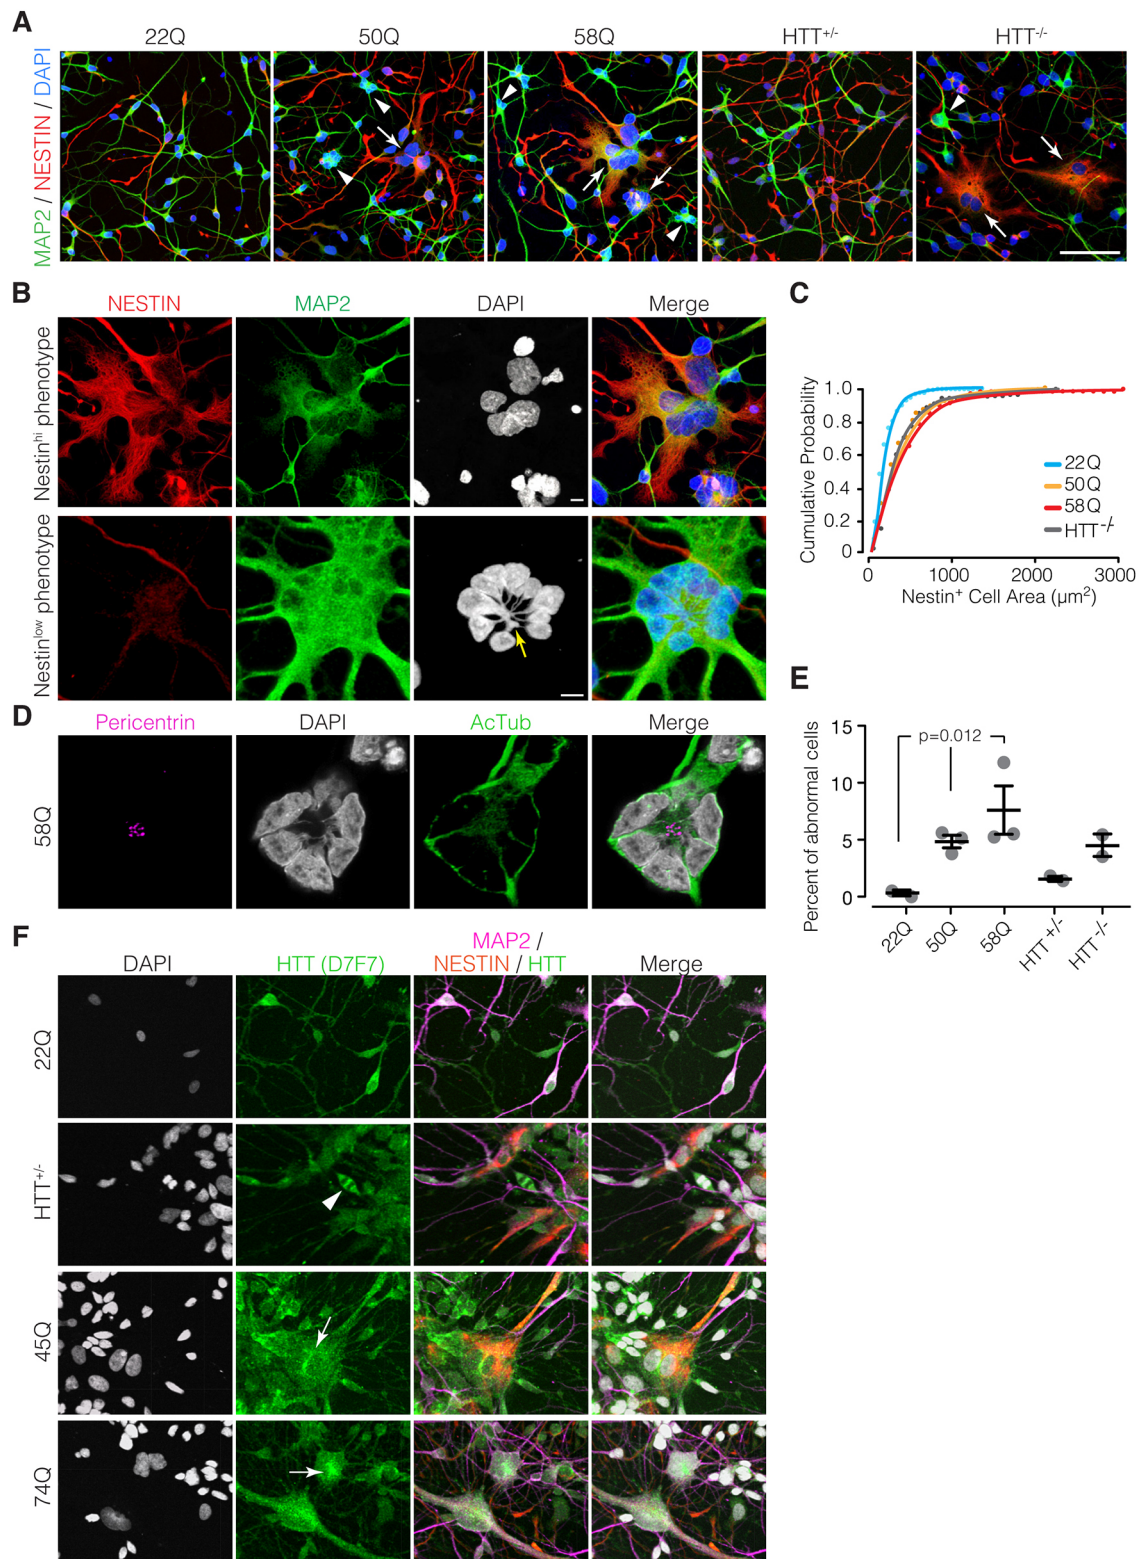 A
22Q
50Q
58Q
HTT+/-
HTT-/-
MAP2 / NESTIN / DAPI
B
NESTIN
MAP2
DAPI
Merge
Nestinhi phenotype
Nestinlow phenotype
C
Cumulative Probability
1.0
0.8
0.6
0.4
0.2
0
22Q
50Q
58Q
HTT-/-
0
1000
2000
3000
Nestin+ Cell Area (µm2)
D
Pericentrin
DAPI
AcTub
Merge
58Q
E
Percent of abnormal cells
15
10
5
0
p=0.012
22Q
50Q
58Q
HTT+/-
HTT-/-
F
DAPI
HTT (D7F7)
MAP2 /
NESTIN / HTT
Merge
22Q
HTT+/-
45Q
74Q